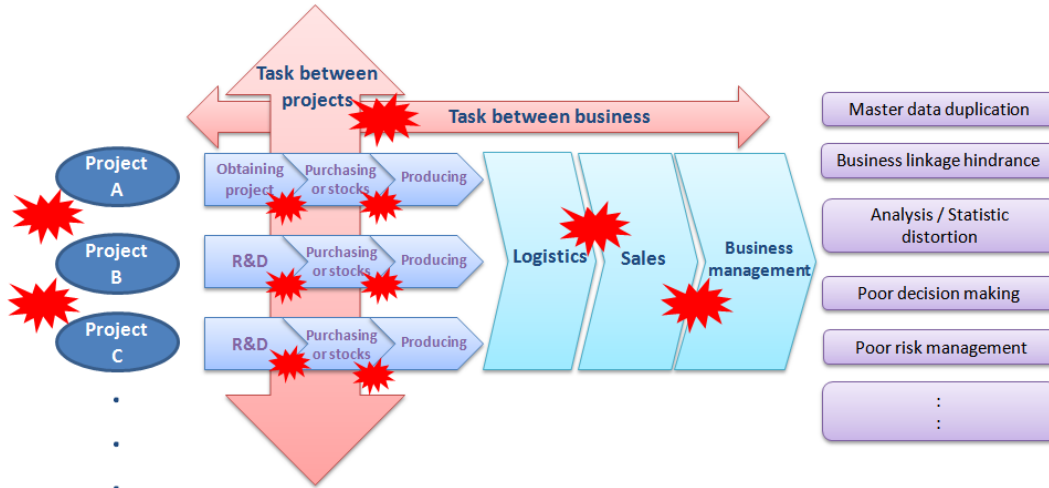 Task between
projects
Task between business
Master data duplication
Project
A
Obtaining
project
Purchasing
or stocks
Producing
Business linkage hindrance
Analysis / Statistic
distortion
Project
B
R&D
Purchasing
or stocks
Producing
Logistics
Sales
Business
management
Poor decision making
Project
C
R&D
Purchasing
or stocks
Producing
Poor risk management
:
: